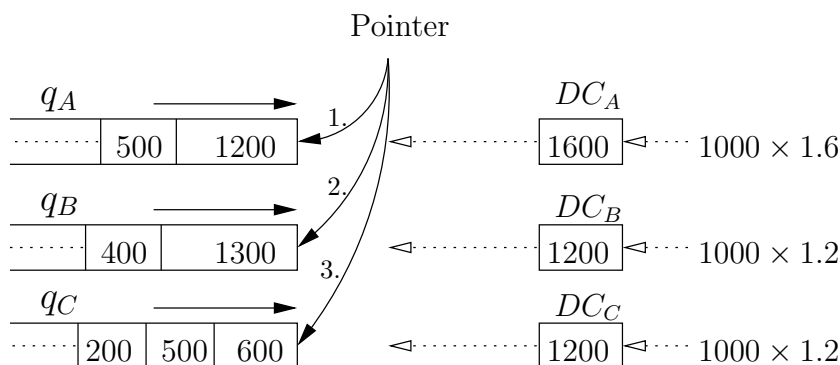 Pointer
q_A DC_A
1.
500 1200 1600 1000 × 1.6
2.
q_B DC_B
400 1300 1200 1000 × 1.2
3.
q_C DC_C
200 500 600 1200 1000 × 1.2